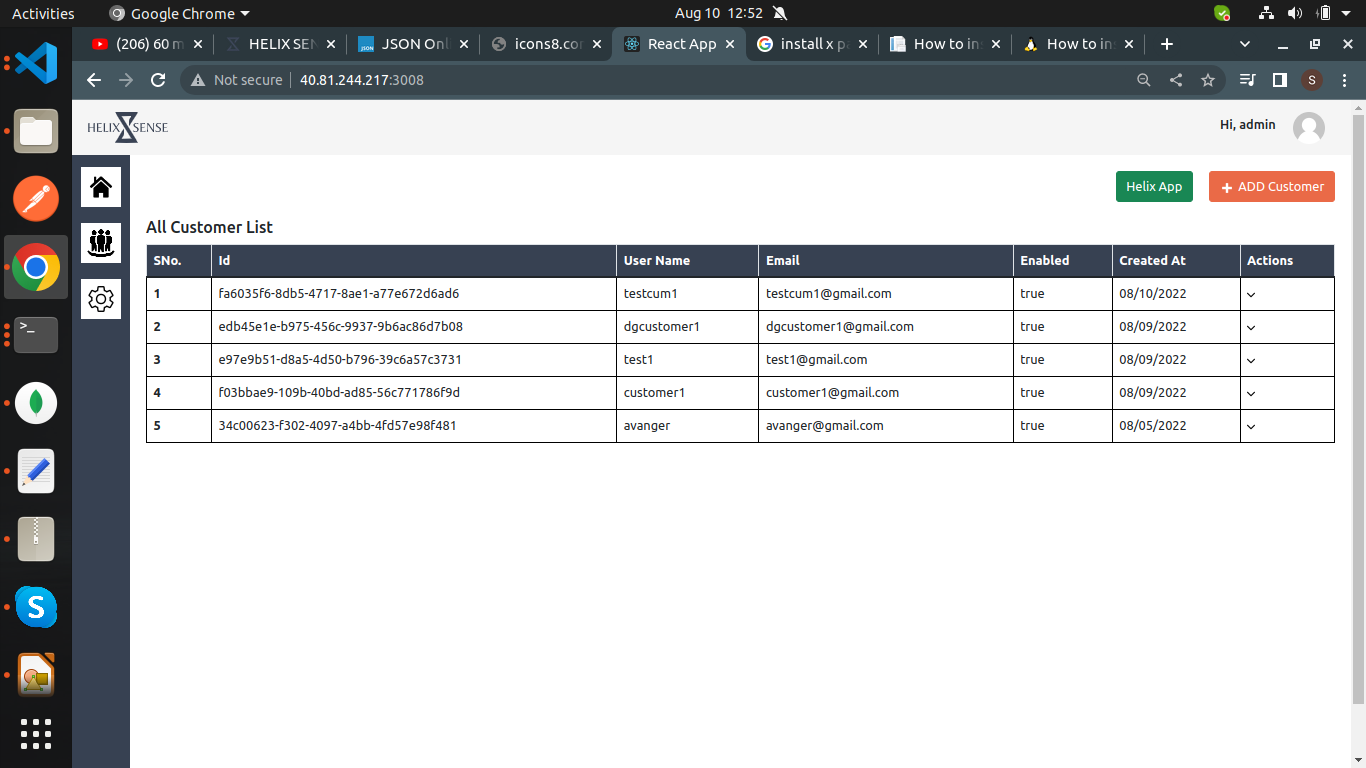 Activities Google Chrome Aug 10 12:52
(206) 60 m HELIX SEN JSON Onl icons8.co React App install x pa How to in How to in
Not secure 40.81.244.217:3008 S
HELIX SENSE Hi, admin
Helix App + ADD Customer
All Customer List
SNo. Id User Name Email Enabled Created At Actions
1 fa6035f6-8db5-4717-8ae1-a77e672d6ad6 testcum1 testcum1@gmail.com true 08/10/2022
2 edb45e1e-b975-456c-9937-9b6ac86d7b08 dgcustomer1 dgcustomer1@gmail.com true 08/09/2022
3 e97e9b51-d8a5-4d50-b796-39c6a57c3731 test1 test1@gmail.com true 08/09/2022
4 f03bbae9-109b-40bd-ad85-56c771786f9d customer1 customer1@gmail.com true 08/09/2022
5 34c00623-f302-4097-a4bb-4fd57e98f481 avanger avanger@gmail.com true 08/05/2022